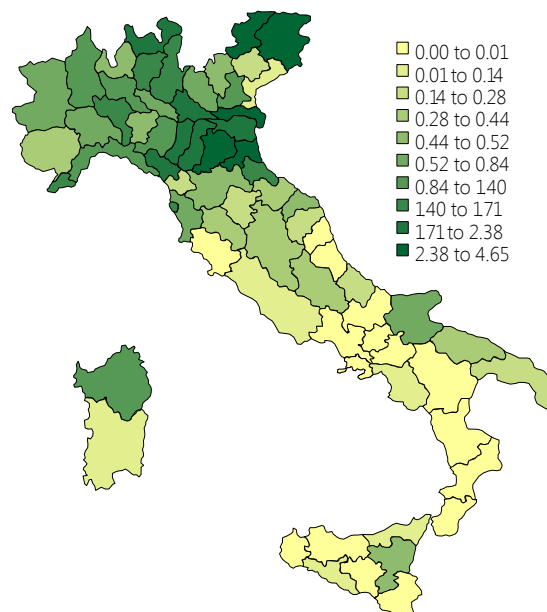 0.00 to 0.01
0.01 to 0.14
0.14 to 0.28
0.28 to 0.44
0.44 to 0.52
0.52 to 0.84
0.84 to 140
140 to 171
171 to 2.38
2.38 to 4.65